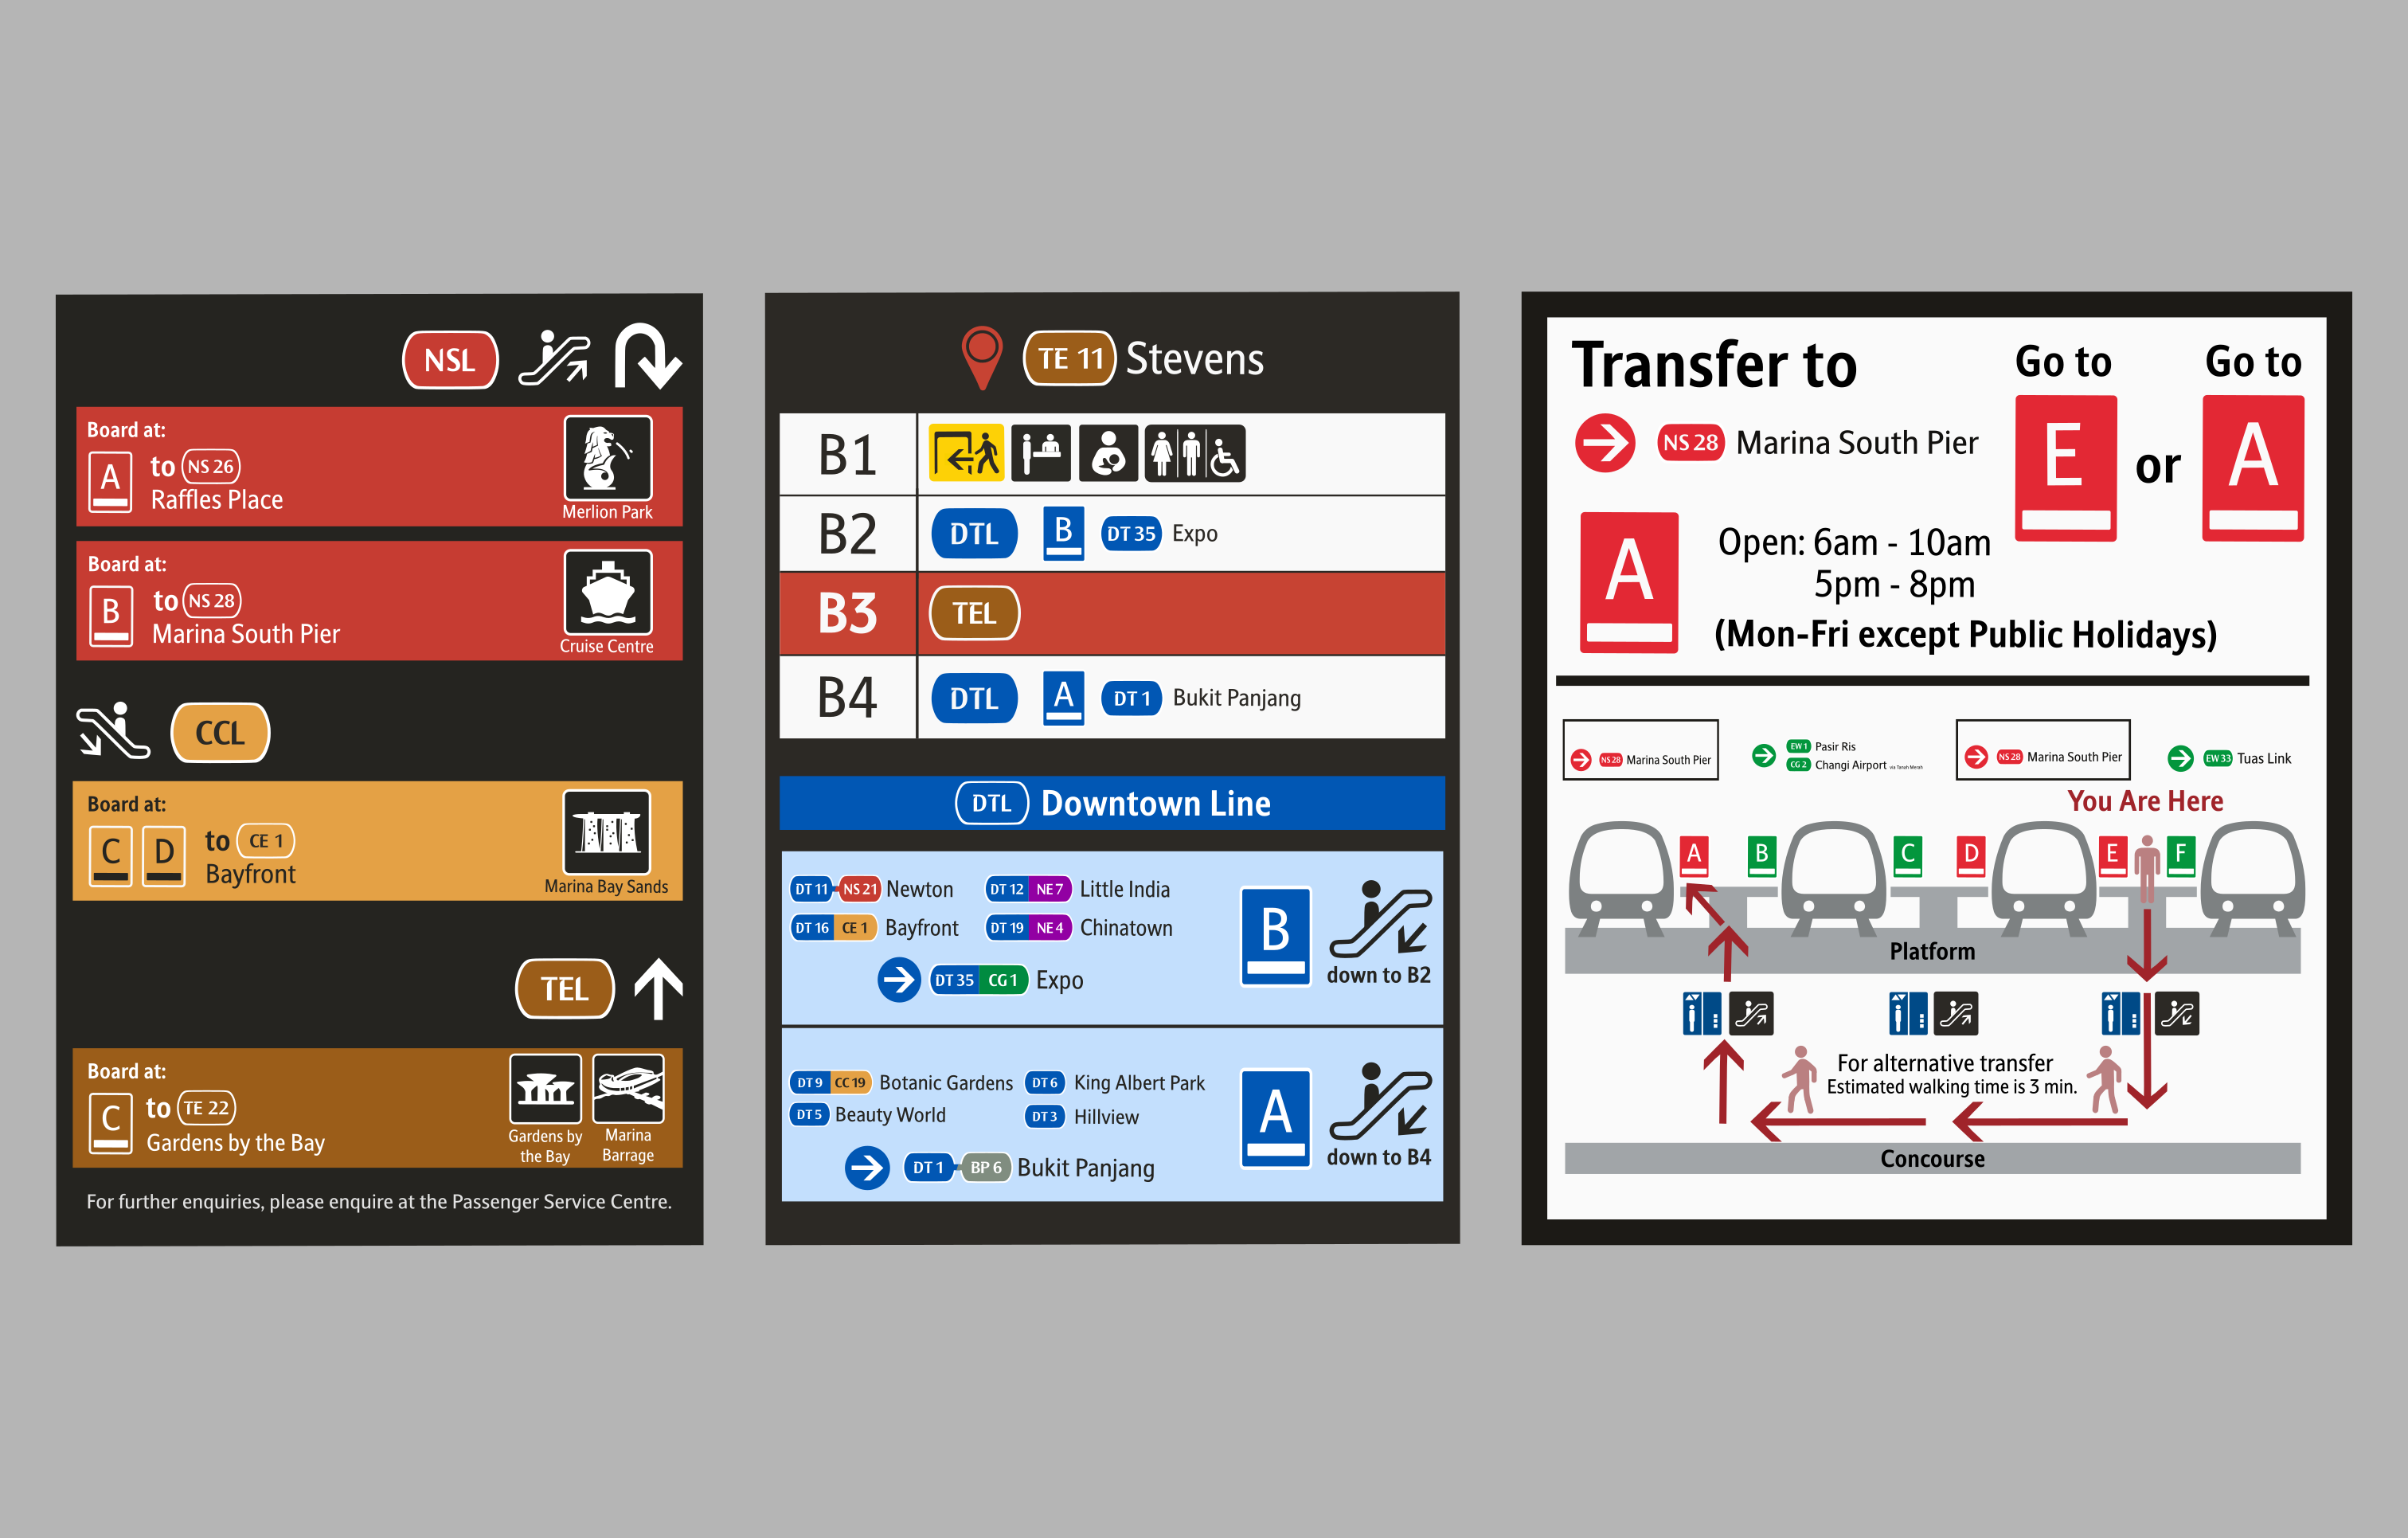 NSL
Board at:
A to NS 26
Raffles Place
Merlion Park
Board at:
B to NS 28
Marina South Pier
Cruise Centre
CCL
Board at:
C D to CE 1
Bayfront
Marina Bay Sands
TEL
Board at:
C to TE 22
Gardens by the Bay
Gardens by
the Bay
Marina
Barrage
For further enquiries, please enquire at the Passenger Service Centre.
TE 11 Stevens
B1
B2 DTL B DT 35 Expo
B3 TEL
B4 DTL A DT 1 Bukit Panjang
DTL Downtown Line
DT 11 NS 21 Newton DT 12 NE 7 Little India
DT 16 CE 1 Bayfront DT 19 NE 4 Chinatown
DT 35 CG 1 Expo
B
down to B2
DT 9 CC 19 Botanic Gardens DT 6 King Albert Park
DT 5 Beauty World DT 3 Hillview
DT 1 BP 6 Bukit Panjang
A
down to B4
Transfer to
NS 28 Marina South Pier
Go to
E
or
Go to
A
A
Open: 6am - 10am
5pm - 8pm
(Mon-Fri except Public Holidays)
NS 28 Marina South Pier
EW 1 Pasir Ris
CG 2 Changi Airport via Tanah Merah
NS 28 Marina South Pier
EW 33 Tuas Link
You Are Here
A B C D E F
Platform
For alternative transfer
Estimated walking time is 3 min.
Concourse